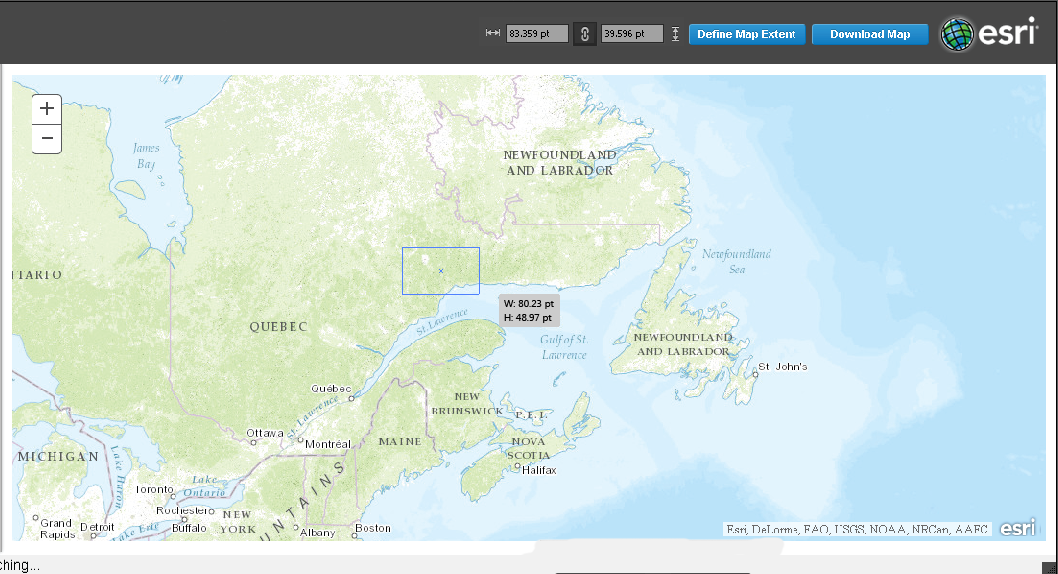 83.359 pt
39.596 pt
Define Map Extent
Download Map
esri
+
−
James
Bay
NEWFOUNDLAND
AND LABRADOR
Newfoundland
Sea
TARIO
W: 80.23 pt
H: 48.97 pt
St. Lawrence
QUEBEC
Gulf of St.
Lawrence
NEWFOUNDLAND
AND LABRADOR
St. John's
Québec
St. Lawrence
NEW
BRUNSWICK
P.E.I.
Ottawa
Montréal
MAINE
NOVA
SCOTIA
Halifax
MICHIGAN
Lake Huron
Toronto
Lake
Ontario
Rochester
NEW
YORK
UNTAINS
Grand
Rapids
Detroit
Lake Erie
Buffalo
Albany
Boston
Esri, DeLorme, FAO, USGS, NOAA, NRCan, AAFC
esri
ching...